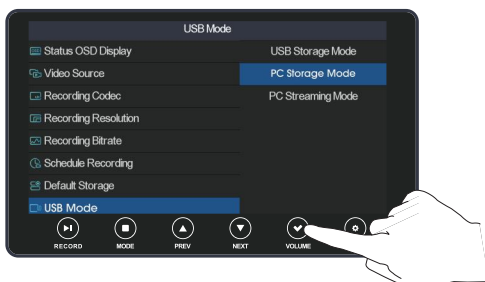 USB Mode
Status OSD Display
USB Storage Mode
Video Source
PC Storage Mode
Recording Codec
PC Streaming Mode
Recording Resolution
Recording Bitrate
Schedule Recording
Default Storage
USB Mode
RECORD MODE PREV NEXT VOLUME